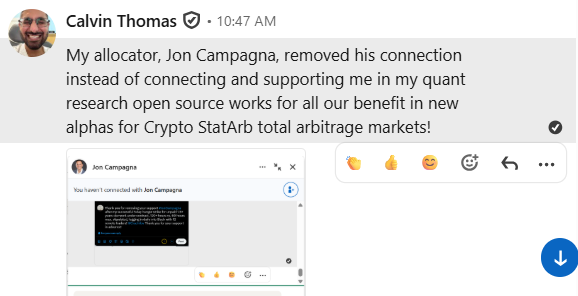 Calvin Thomas • 10:47 AM
My allocator, Jon Campagna, removed his connection
instead of connecting and supporting me in my quant
research open source works for all our benefit in new
alphas for Crypto StatArb total arbitrage markets!
Jon Campagna
You haven't connected with Jon Campagna